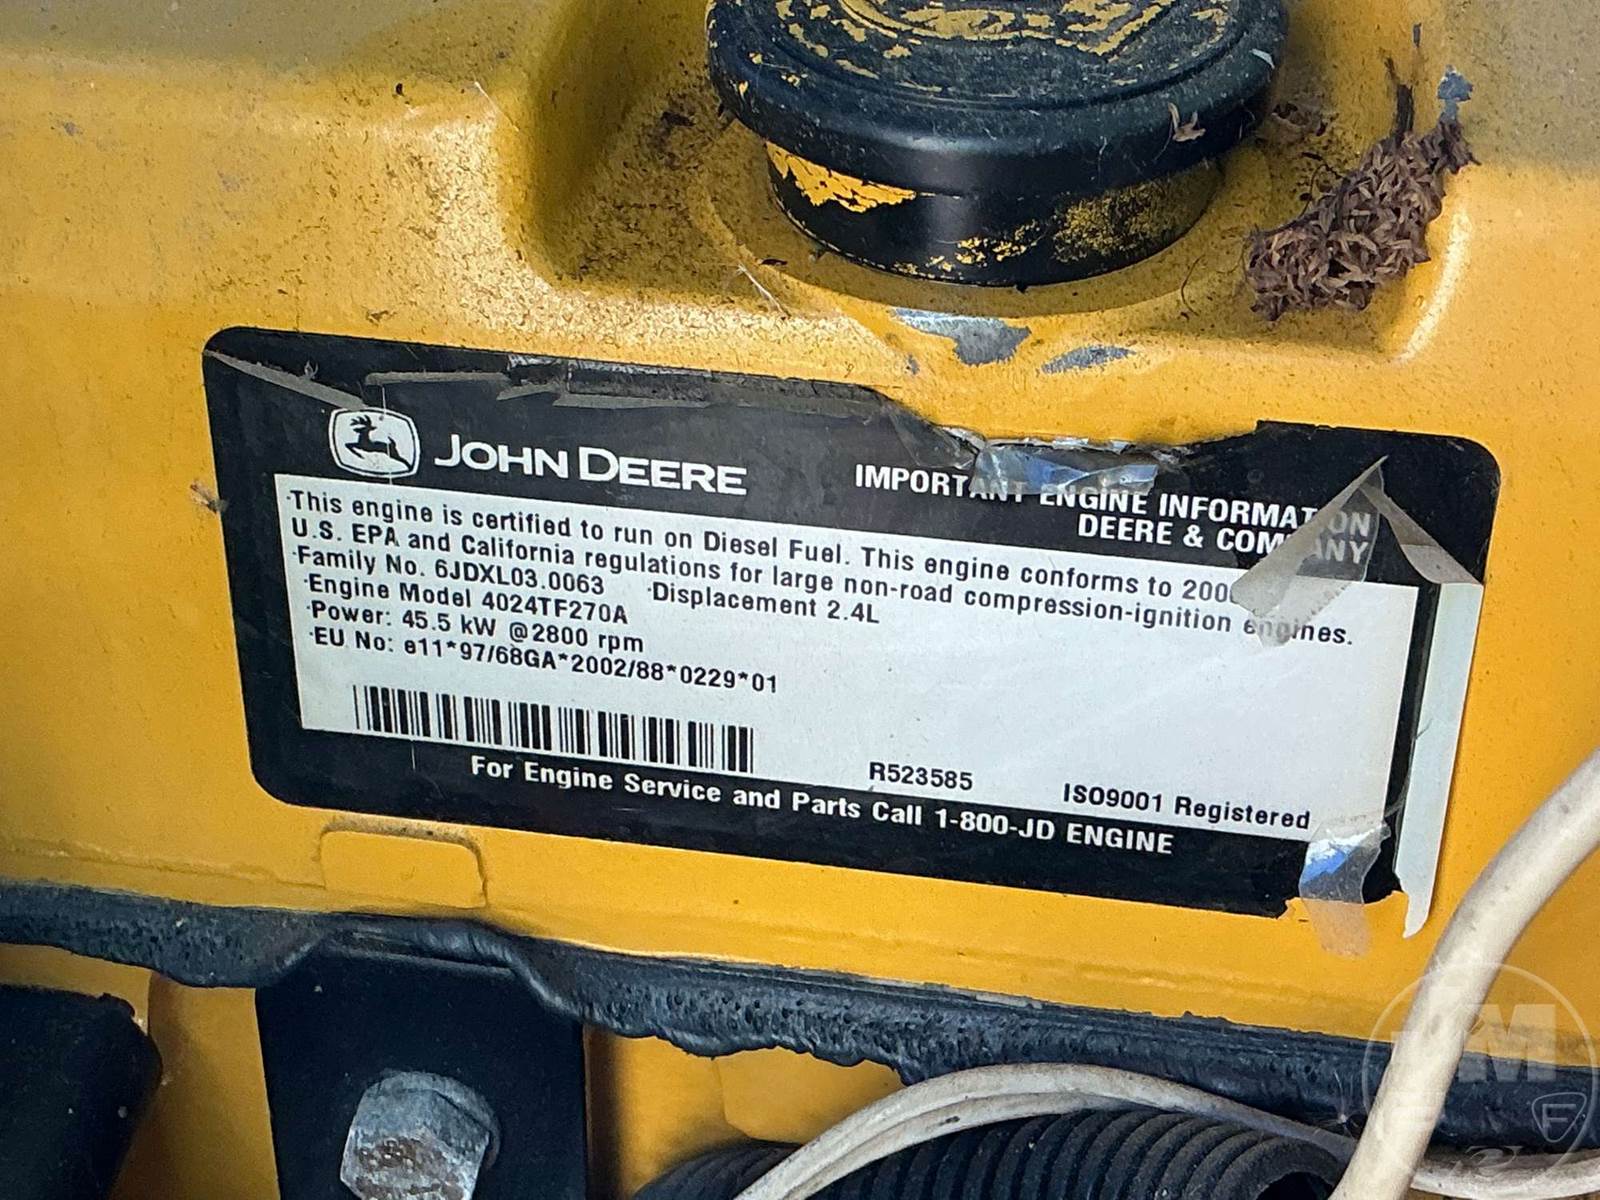 JOHN DEERE
IMPORTANT ENGINE INFORMATION
DEERE & COMPANY
·This engine is certified to run on Diesel Fuel. This engine conforms to
U.S. EPA and California regulations for large non-road compression-ignition engines.
·Family No. 6JDXL03.0063 ·Displacement 2.4L
·Engine Model 4024TF270A
·Power: 45.5 kW @2800 rpm
·EU No: e11*97/68GA*2002/88*0229*01
R523585 ISO9001 Registered
For Engine Service and Parts Call 1-800-JD ENGINE